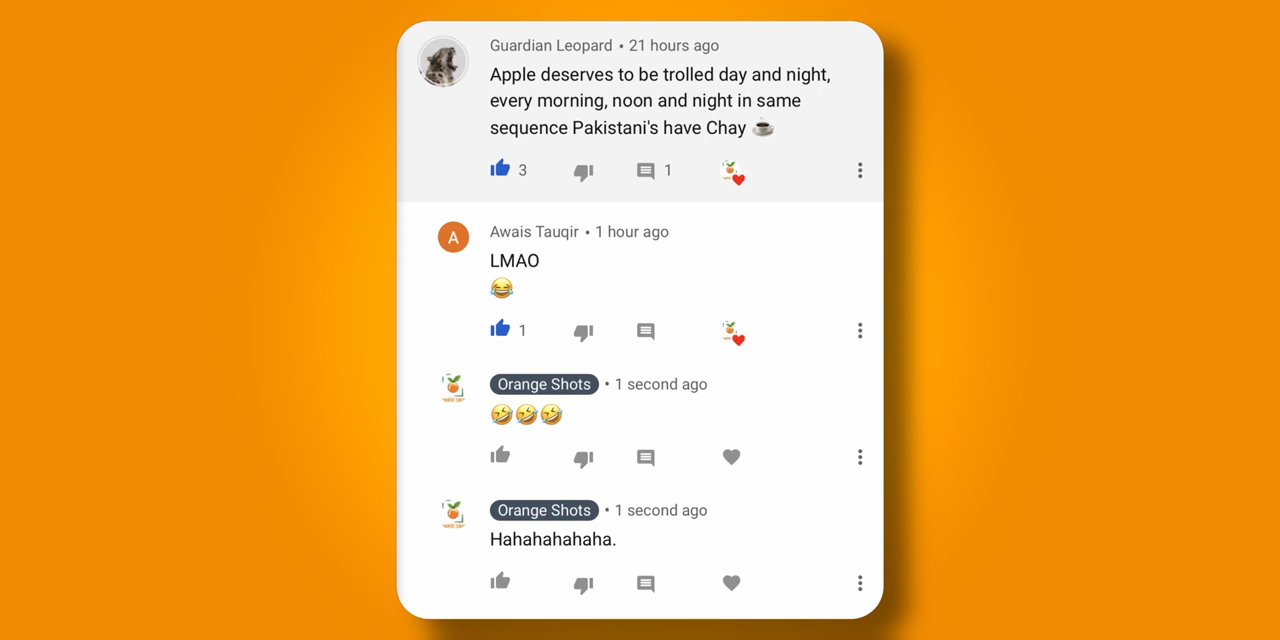 Guardian Leopard • 21 hours ago
Apple deserves to be trolled day and night,
every morning, noon and night in same
sequence Pakistani's have Chay ☕
3 1
A
Awais Tauqir • 1 hour ago
LMAO
😂
1
Orange Shots • 1 second ago
🤣🤣🤣
Orange Shots • 1 second ago
Hahahahahaha.